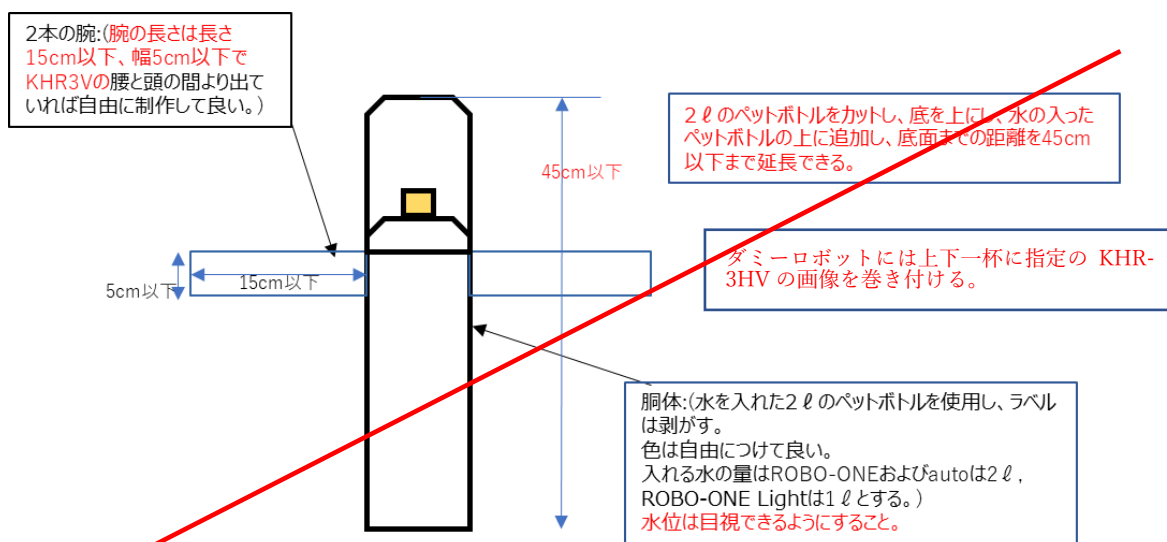 2本の腕:(腕の長さは長さ
15cm以下、幅5cm以下で
KHR3Vの腰と頭の間より出て
いれば自由に制作して良い。)
2ℓのペットボトルをカットし、底を上にし、水の入った
ペットボトルの上に追加し、底面までの距離を45cm
以下まで延長できる。
45cm以下
ダミーロボットには上下一杯に指定の KHR-
3HV の画像を巻き付ける。
15cm以下
5cm以下
胴体:(水を入れた2ℓのペットボトルを使用し、ラベル
は剥がす。
色は自由につけて良い。
入れる水の量はROBO-ONEおよびautoは2ℓ,
ROBO-ONE Lightは1ℓとする。)
水位は目視できるようにすること。